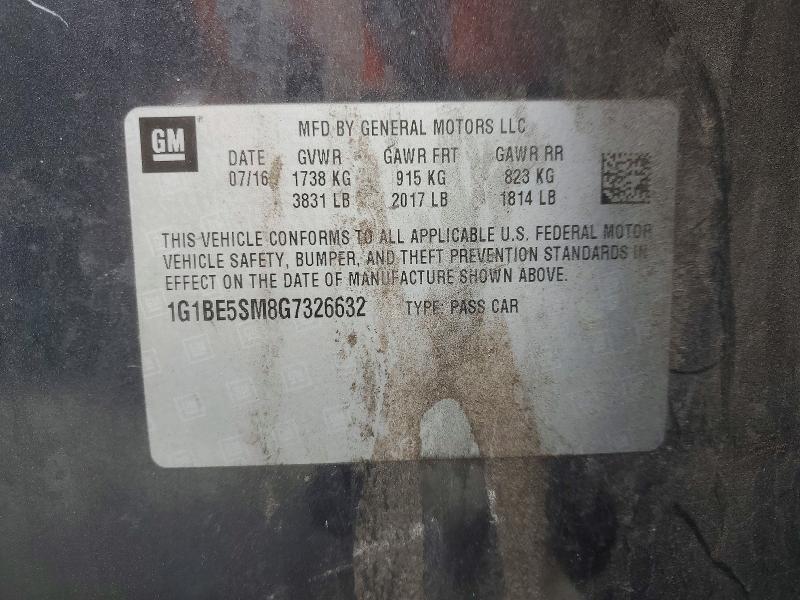 GM
MFD BY GENERAL MOTORS LLC
DATE GVWR GAWR FRT GAWR RR
07/16 1738 KG 915 KG 823 KG
3831 LB 2017 LB 1814 LB
THIS VEHICLE CONFORMS TO ALL APPLICABLE U.S. FEDERAL MOTOR
VEHICLE SAFETY, BUMPER, AND THEFT PREVENTION STANDARDS IN
EFFECT ON THE DATE OF MANUFACTURE SHOWN ABOVE.
1G1BE5SM8G7326632 TYPE: PASS CAR